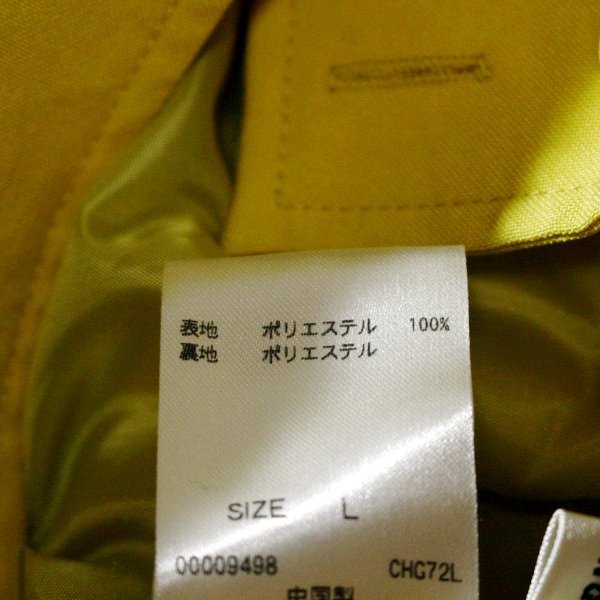 表地 ポリエステル 100%
裏地 ポリエステル
SIZE L
00009498 CHG72L
中国製